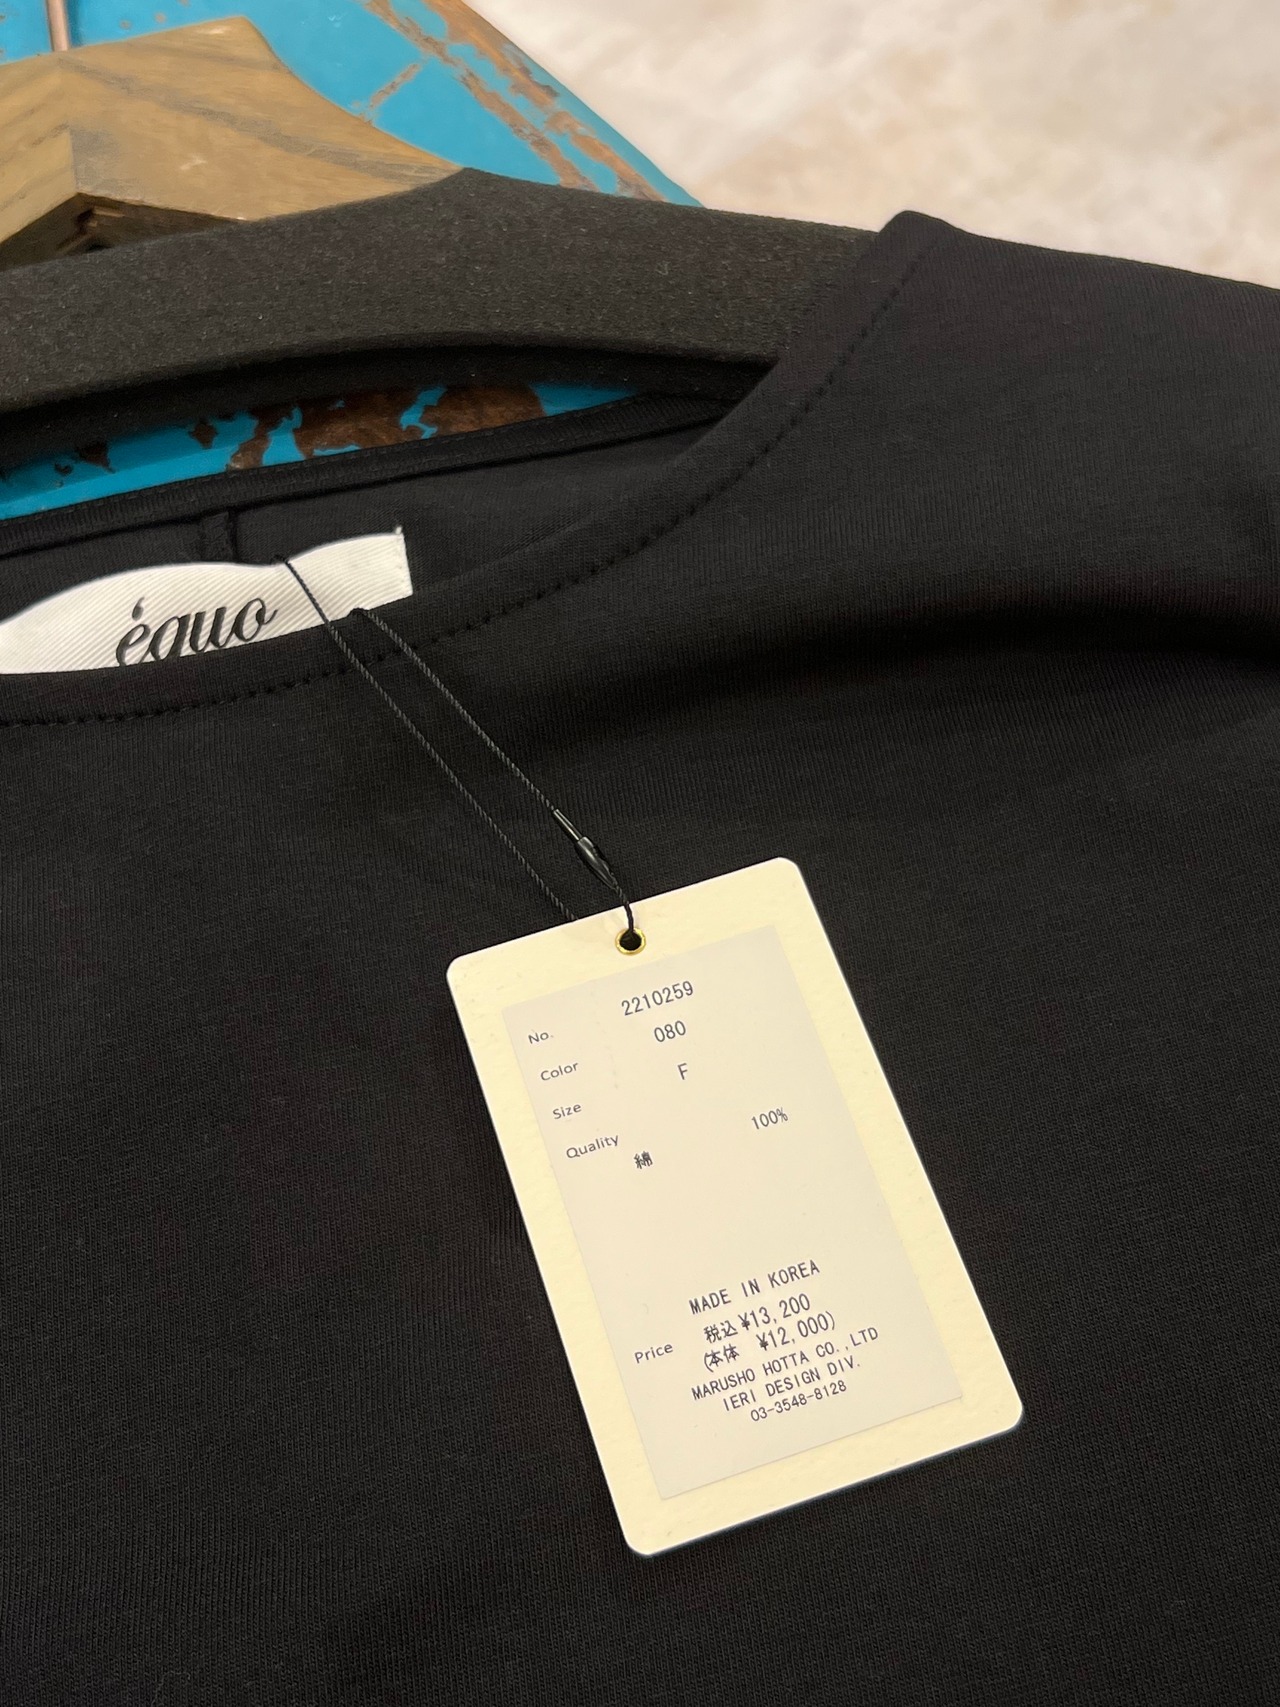 équo
No. 2210259
Color 080
Size F
Quality 100%
綿
MADE IN KOREA
税込 ¥13,200
Price (本体 ¥12,000)
MARUSHO HOTTA CO.,LTD
IERI DESIGN DIV.
03-3548-8128